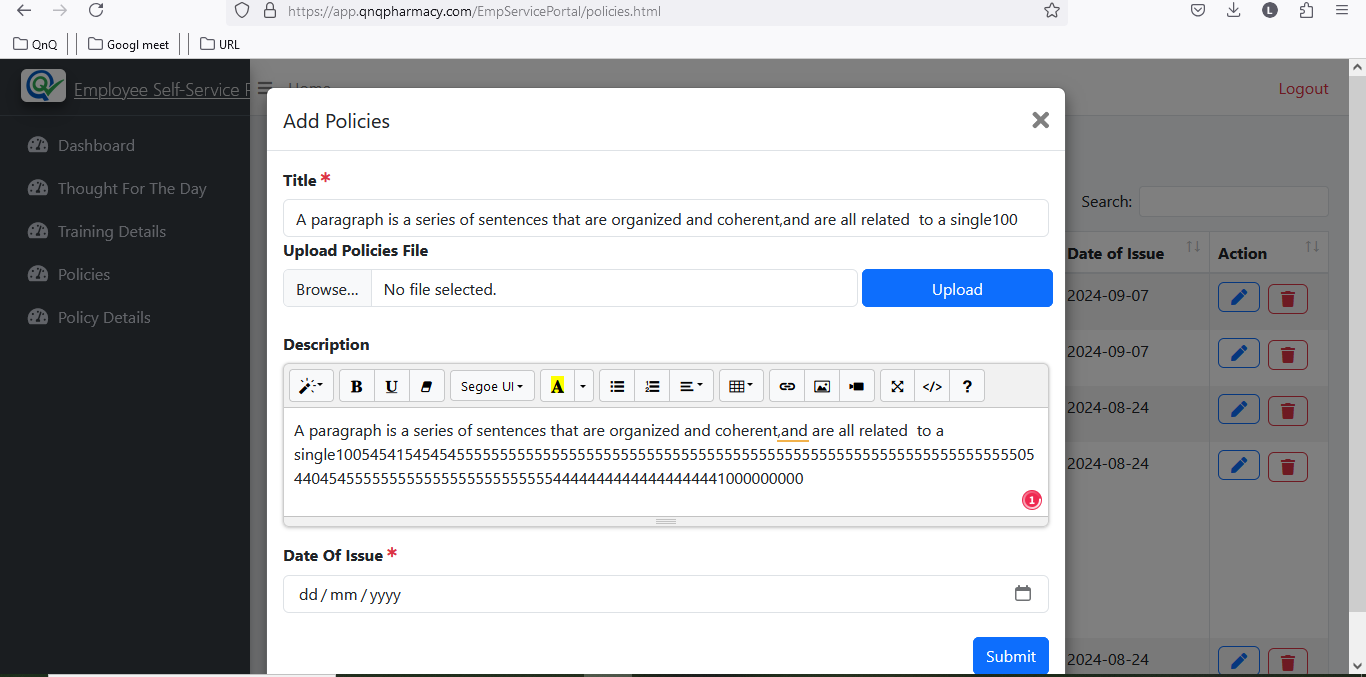 https://app.qnqpharmacy.com/EmpServicePortal/policies.html
L
QnQ
Googl meet
URL
Employee Self-Service P
Home
Logout
Dashboard
Thought For The Day
Training Details
Policies
Policy Details
Add Policies
Title *
A paragraph is a series of sentences that are organized and coherent,and are all related  to a single100
Upload Policies File
Browse... No file selected. Upload
Description
B U Segoe UI A </> ?
A paragraph is a series of sentences that are organized and coherent,and are all related  to a
1
Date Of Issue *
dd / mm / yyyy
Submit
Search:
Date of Issue Action
2024-09-07
2024-09-07
2024-08-24
2024-08-24
2024-08-24